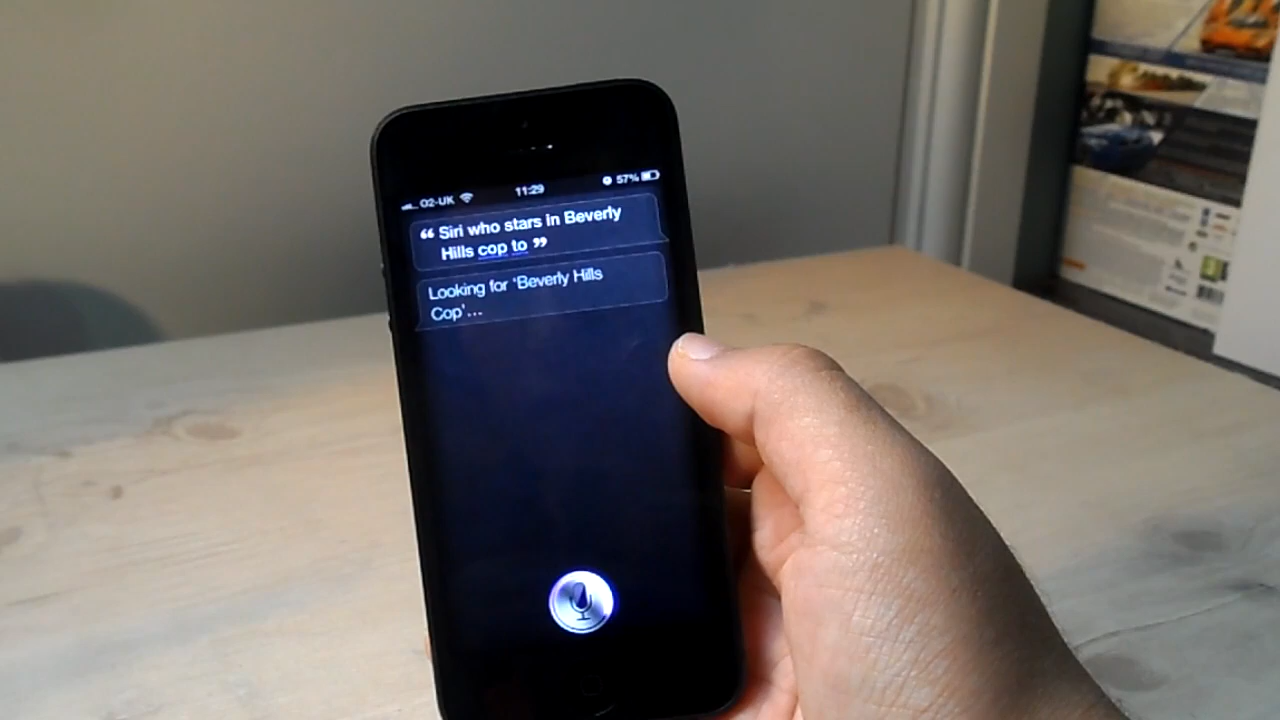 O2-UK 11:29 57%
“ Siri who stars in Beverly
Hills cop to ”
Looking for ‘Beverly Hills
Cop’...